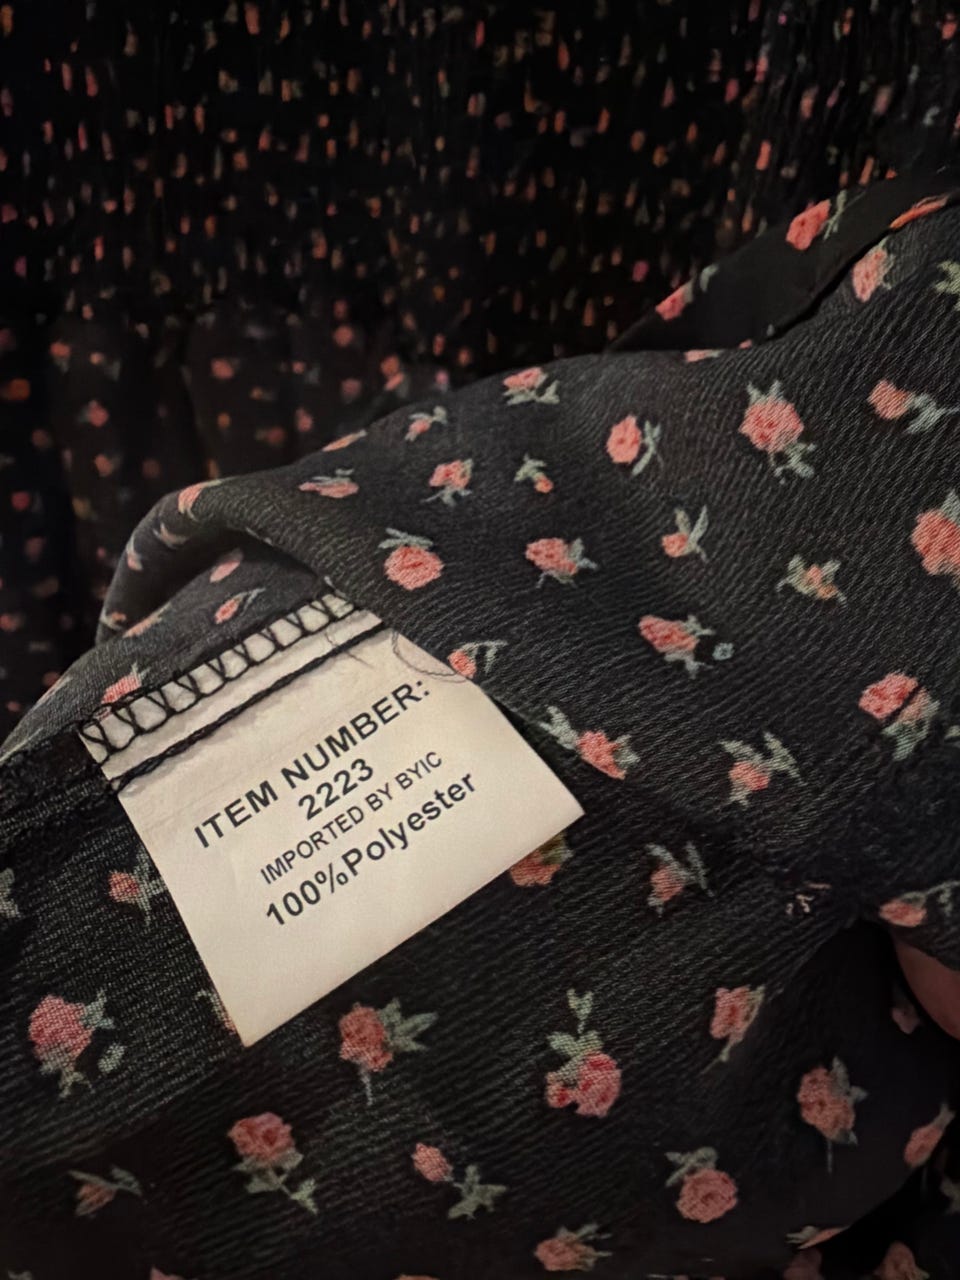 ITEM NUMBER:
2223
IMPORTED BY BYIC
100%Polyester